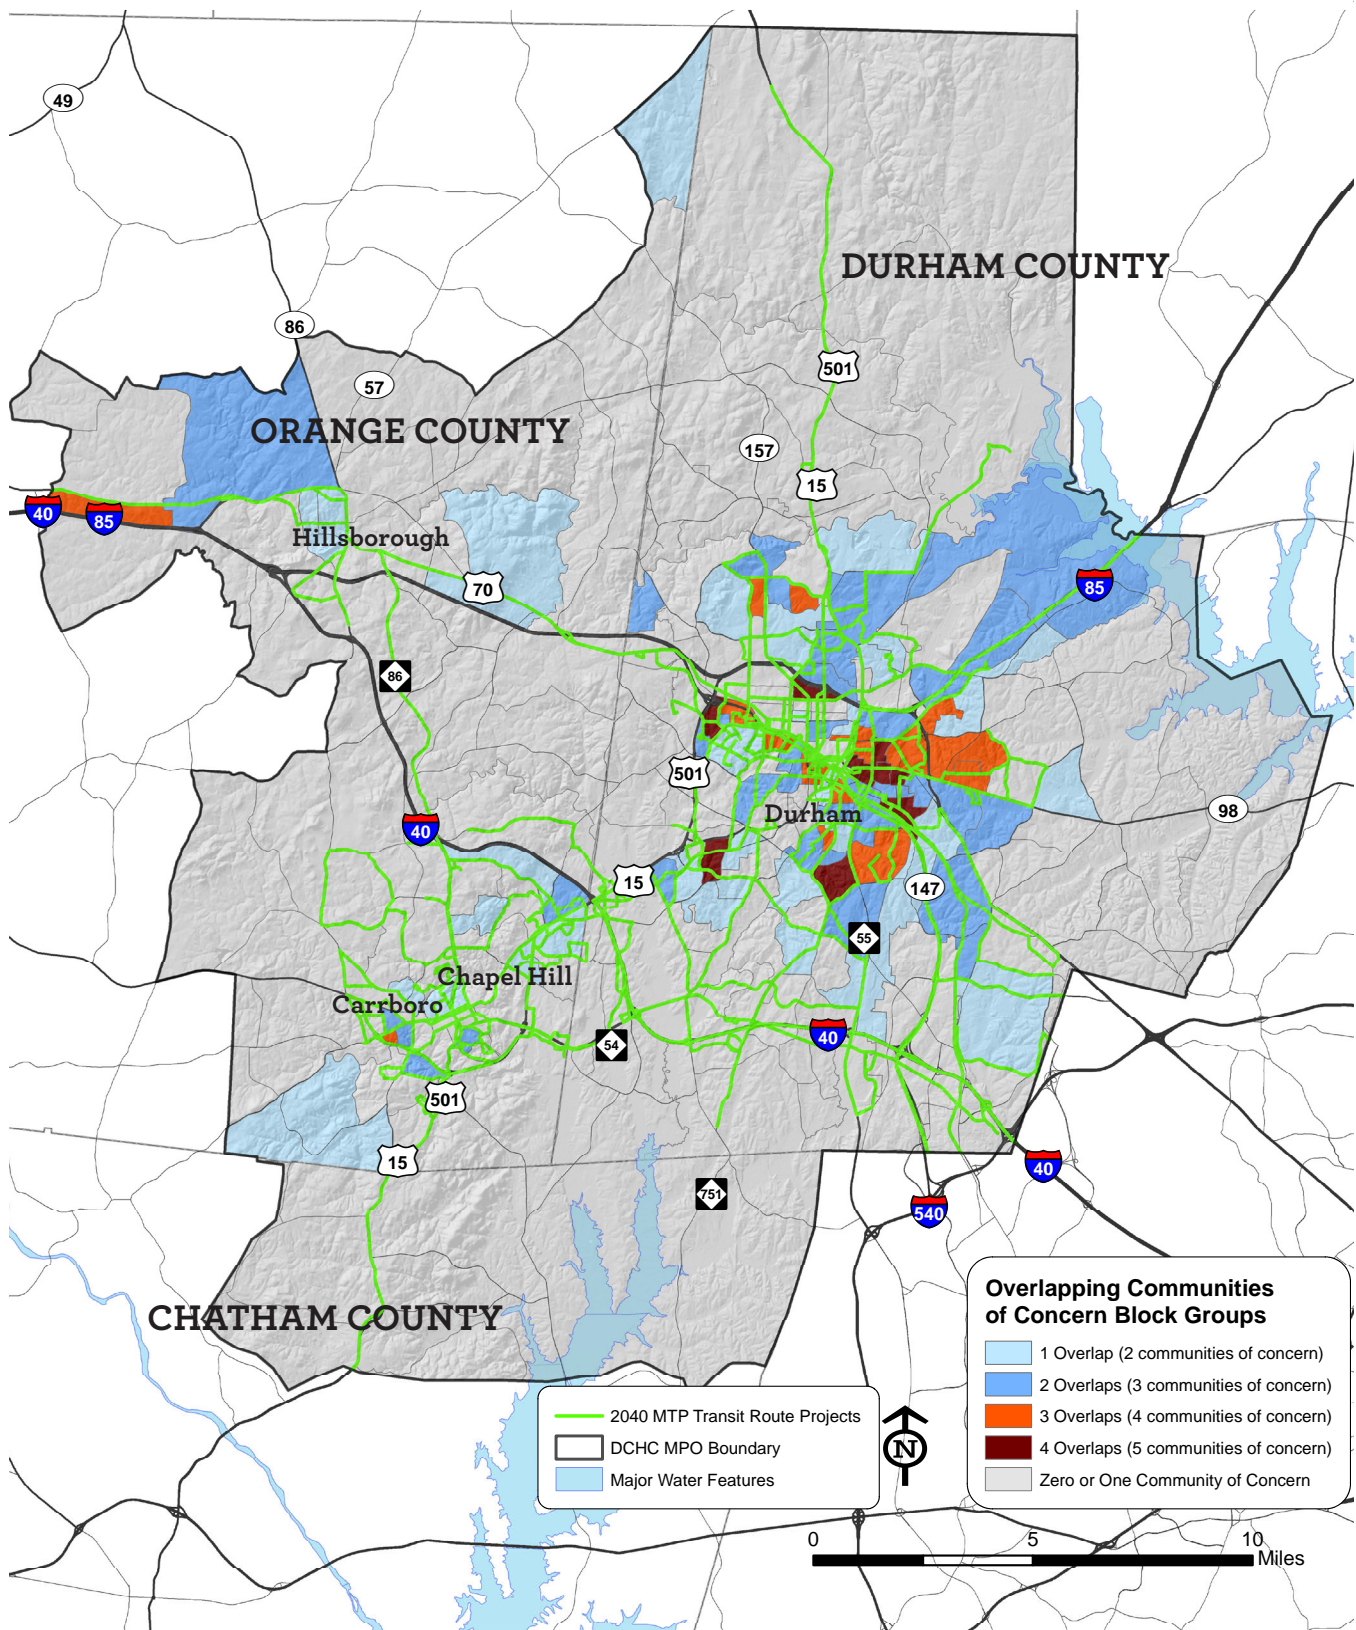 49
DURHAM COUNTY
86
501
57
ORANGE COUNTY
157
15
40
85
Hillsborough
70
85
86
501
98
Durham
40
15
147
55
Chapel Hill
Carrboro
40
54
501
15
40
751
540
Overlapping Communities
of Concern Block Groups
1 Overlap (2 communities of concern)
2 Overlaps (3 communities of concern)
3 Overlaps (4 communities of concern)
4 Overlaps (5 communities of concern)
Zero or One Community of Concern
CHATHAM COUNTY
2040 MTP Transit Route Projects
DCHC MPO Boundary
Major Water Features
N
0 5 10
Miles